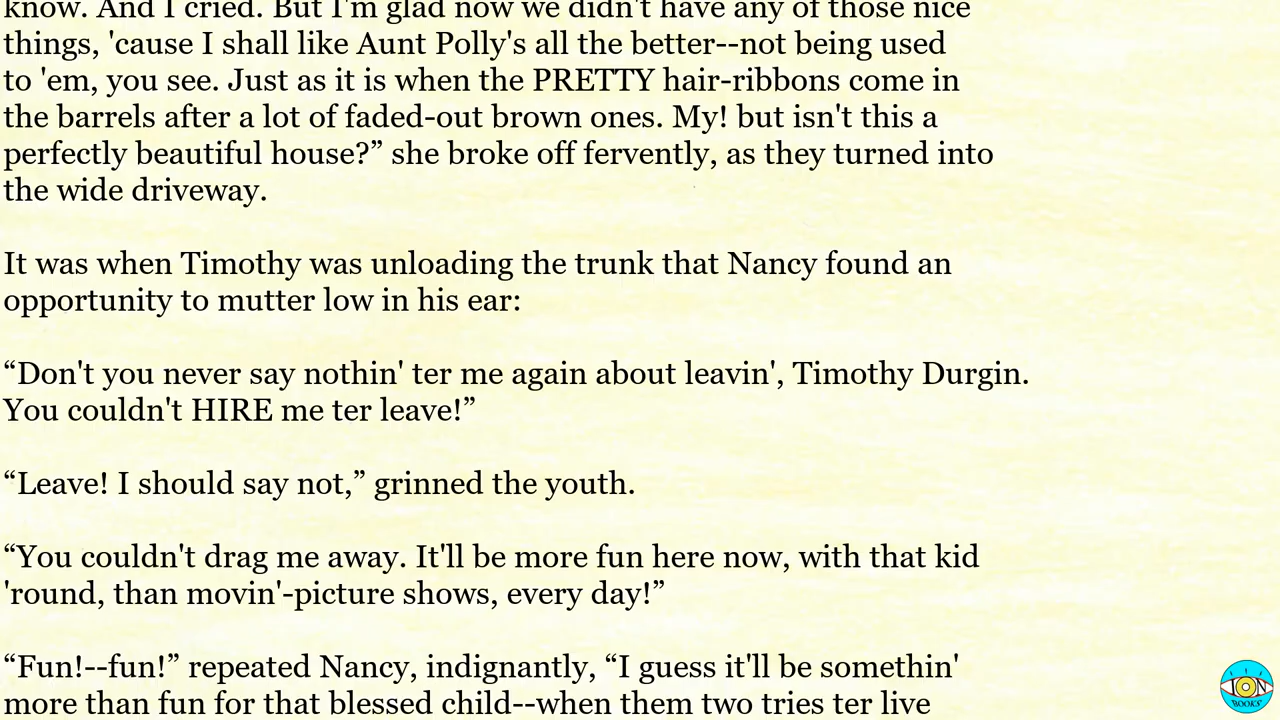 know. And I cried. But I'm glad now we didn't have any of those nice
things, 'cause I shall like Aunt Polly's all the better--not being used
to 'em, you see. Just as it is when the PRETTY hair-ribbons come in
the barrels after a lot of faded-out brown ones. My! but isn't this a
perfectly beautiful house?” she broke off fervently, as they turned into
the wide driveway.
It was when Timothy was unloading the trunk that Nancy found an
opportunity to mutter low in his ear:
“Don't you never say nothin' ter me again about leavin', Timothy Durgin.
You couldn't HIRE me ter leave!”
“Leave! I should say not,” grinned the youth.
“You couldn't drag me away. It'll be more fun here now, with that kid
'round, than movin'-picture shows, every day!”
“Fun!--fun!” repeated Nancy, indignantly, “I guess it'll be somethin'
more than fun for that blessed child--when them two tries ter live
ION
BOOKS